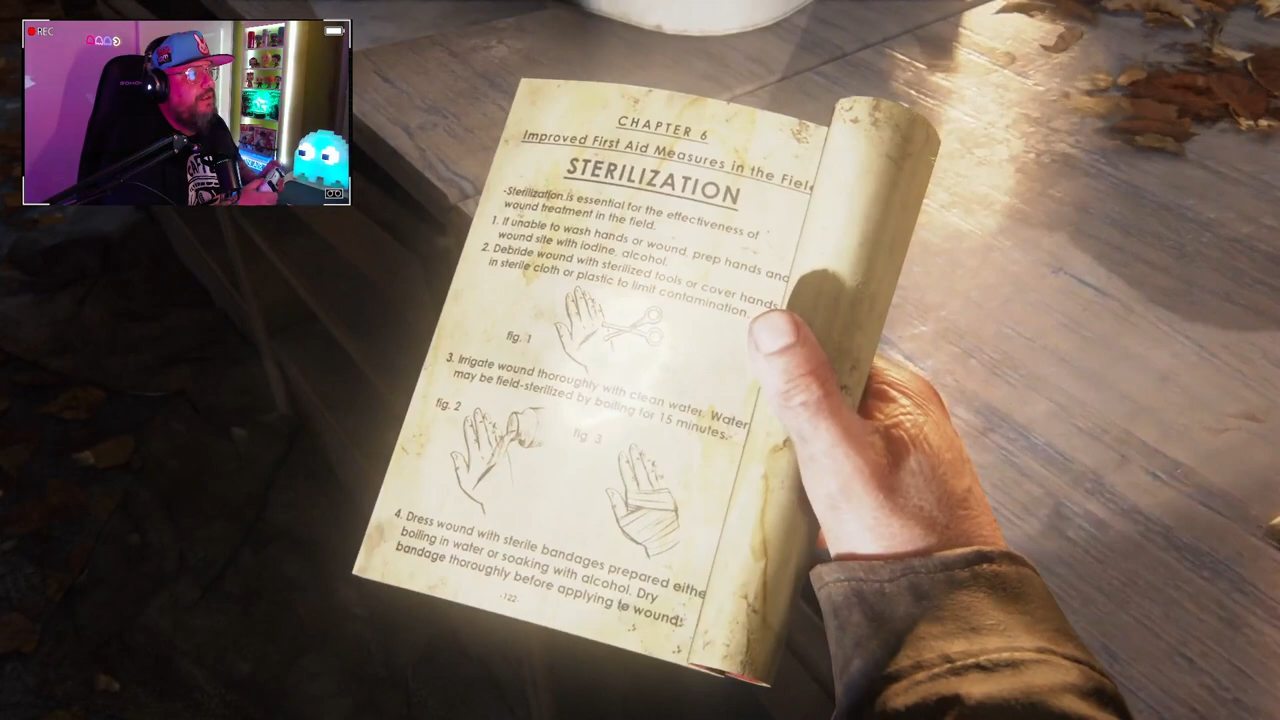 REC
CHAPTER 6
Improved First Aid Measures in the Field
STERILIZATION
-Sterilization is essential for the effectiveness of
wound treatment in the field.
1. If unable to wash hands or wound, prep hands and
wound site with iodine, alcohol.
2. Debride wound with sterilized tools or cover hands
in sterile cloth or plastic to limit contamination.
fig. 1
3. Irrigate wound thoroughly with clean water. Water
may be field-sterilized by boiling for 15 minutes.
fig. 2
fig. 3
4. Dress wound with sterile bandages prepared eithe
boiling in water or soaking with alcohol. Dry
bandage thoroughly before applying to wounds
-122-